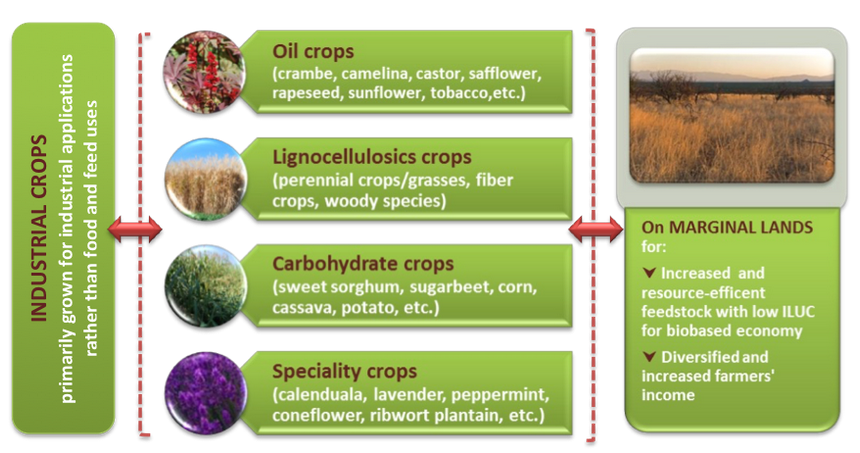 INDUSTRIAL CROPS
primarily grown for industrial applications
rather than food and feed uses
Oil crops
(crambe, camelina, castor, safflower,
rapeseed, sunflower, tobacco,etc.)
Lignocellulosics crops
(perennial crops/grasses, fiber
crops, woody species)
Carbohydrate crops
(sweet sorghum, sugarbeet, corn,
cassava, potato, etc.)
Speciality crops
(calenduala, lavender, peppermint,
coneflower, ribwort plantain, etc.)
On MARGINAL LANDS
for:
Increased and
resource-efficent
feedstock with low ILUC
for biobased economy
Diversified and
increased farmers'
income